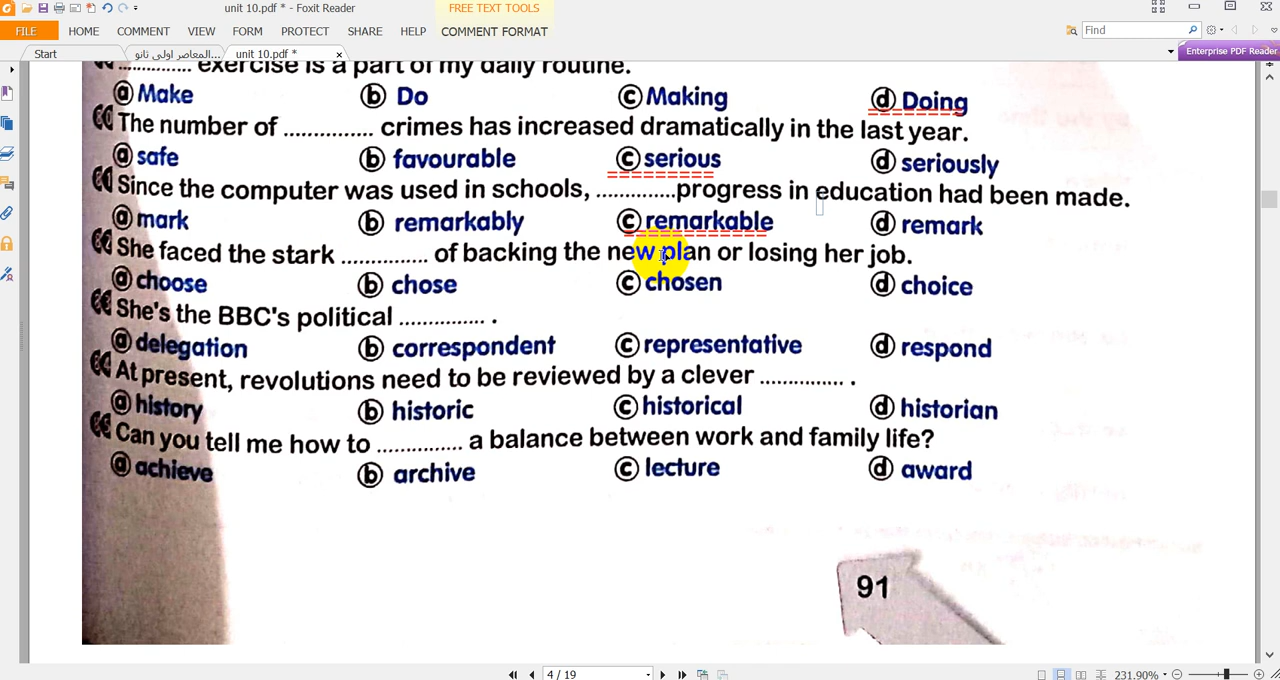 unit 10.pdf * - Foxit Reader
FREE TEXT TOOLS
FILE HOME COMMENT VIEW FORM PROTECT SHARE HELP COMMENT FORMAT Find
Start المعاصر اولى ثانو... unit 10.pdf * Enterprise PDF Reader
.............. exercise is a part of my daily routine.
ⓐ Make ⓑ Do ⓒ Making ⓓ Doing
The number of ............... crimes has increased dramatically in the last year.
ⓐ safe ⓑ favourable ⓒ serious ⓓ seriously
Since the computer was used in schools, .............progress in education had been made.
ⓐ mark ⓑ remarkably ⓒ remarkable ⓓ remark
She faced the stark .............. of backing the new plan or losing her job.
ⓐ choose ⓑ chose ⓒ chosen ⓓ choice
She's the BBC's political .............. .
ⓐ delegation ⓑ correspondent ⓒ representative ⓓ respond
At present, revolutions need to be reviewed by a clever .............. .
ⓐ history ⓑ historic ⓒ historical ⓓ historian
Can you tell me how to .............. a balance between work and family life?
ⓐ achieve ⓑ archive ⓒ lecture ⓓ award
91
4 / 19 231.90%